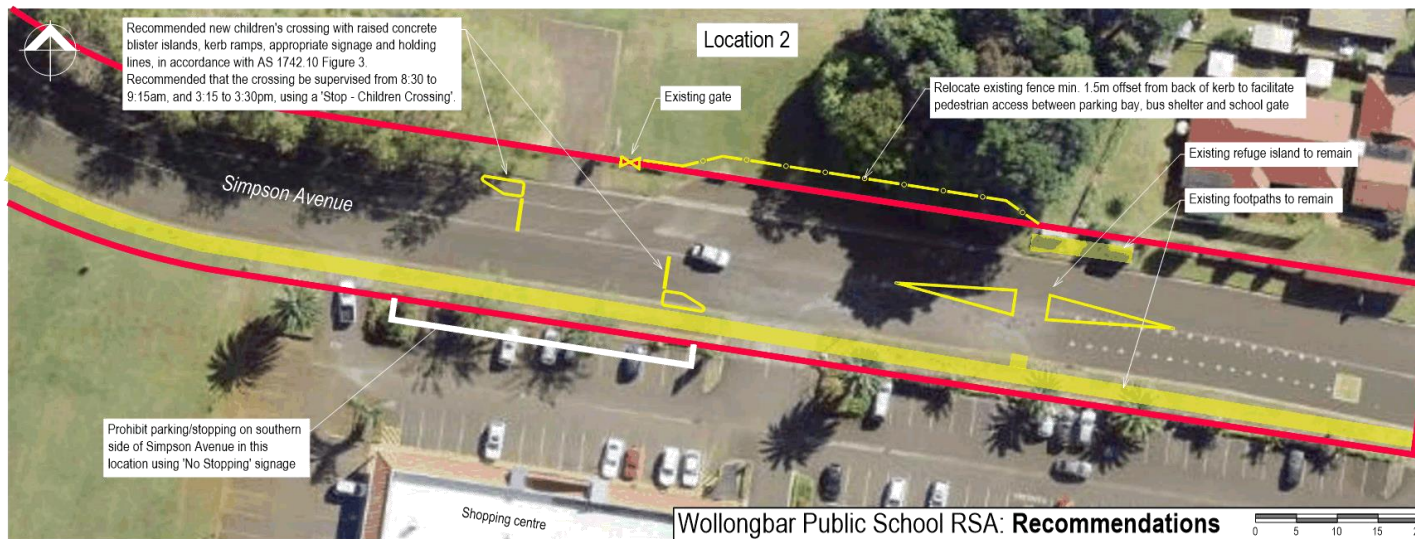 Recommended new children's crossing with raised concrete
blister islands, kerb ramps, appropriate signage and holding
lines, in accordance with AS 1742.10 Figure 3.
Recommended that the crossing be supervised from 8:30 to
9:15am, and 3:15 to 3:30pm, using a 'Stop - Children Crossing'.
Location 2
Existing gate
Relocate existing fence min. 1.5m offset from back of kerb to facilitate
pedestrian access between parking bay, bus shelter and school gate
Existing refuge island to remain
Existing footpaths to remain
Simpson Avenue
Prohibit parking/stopping on southern
side of Simpson Avenue in this
location using 'No Stopping' signage
Shopping centre
Wollongbar Public School RSA: Recommendations
0 5 10 15